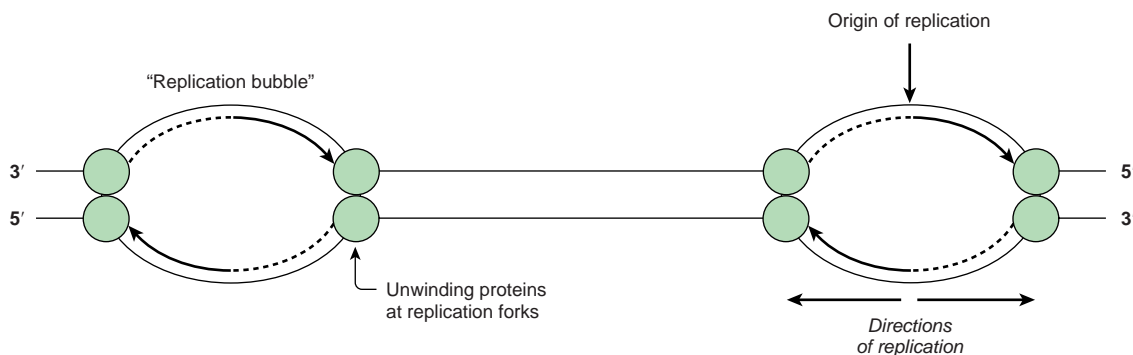 Origin of replication
“Replication bubble”
3′
5
5′
3
Unwinding proteins
at replication forks
Directions
of replication